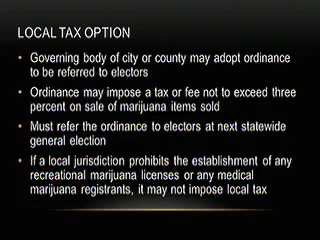 LOCAL TAX OPTION
• Governing body of city or county may adopt ordinance
to be referred to electors
• Ordinance may impose a tax or fee not to exceed three
percent on sale of marijuana items sold
• Must refer the ordinance to electors at next statewide
general election
• If a local jurisdiction prohibits the establishment of any
recreational marijuana licenses or any medical
marijuana registrants, it may not impose local tax